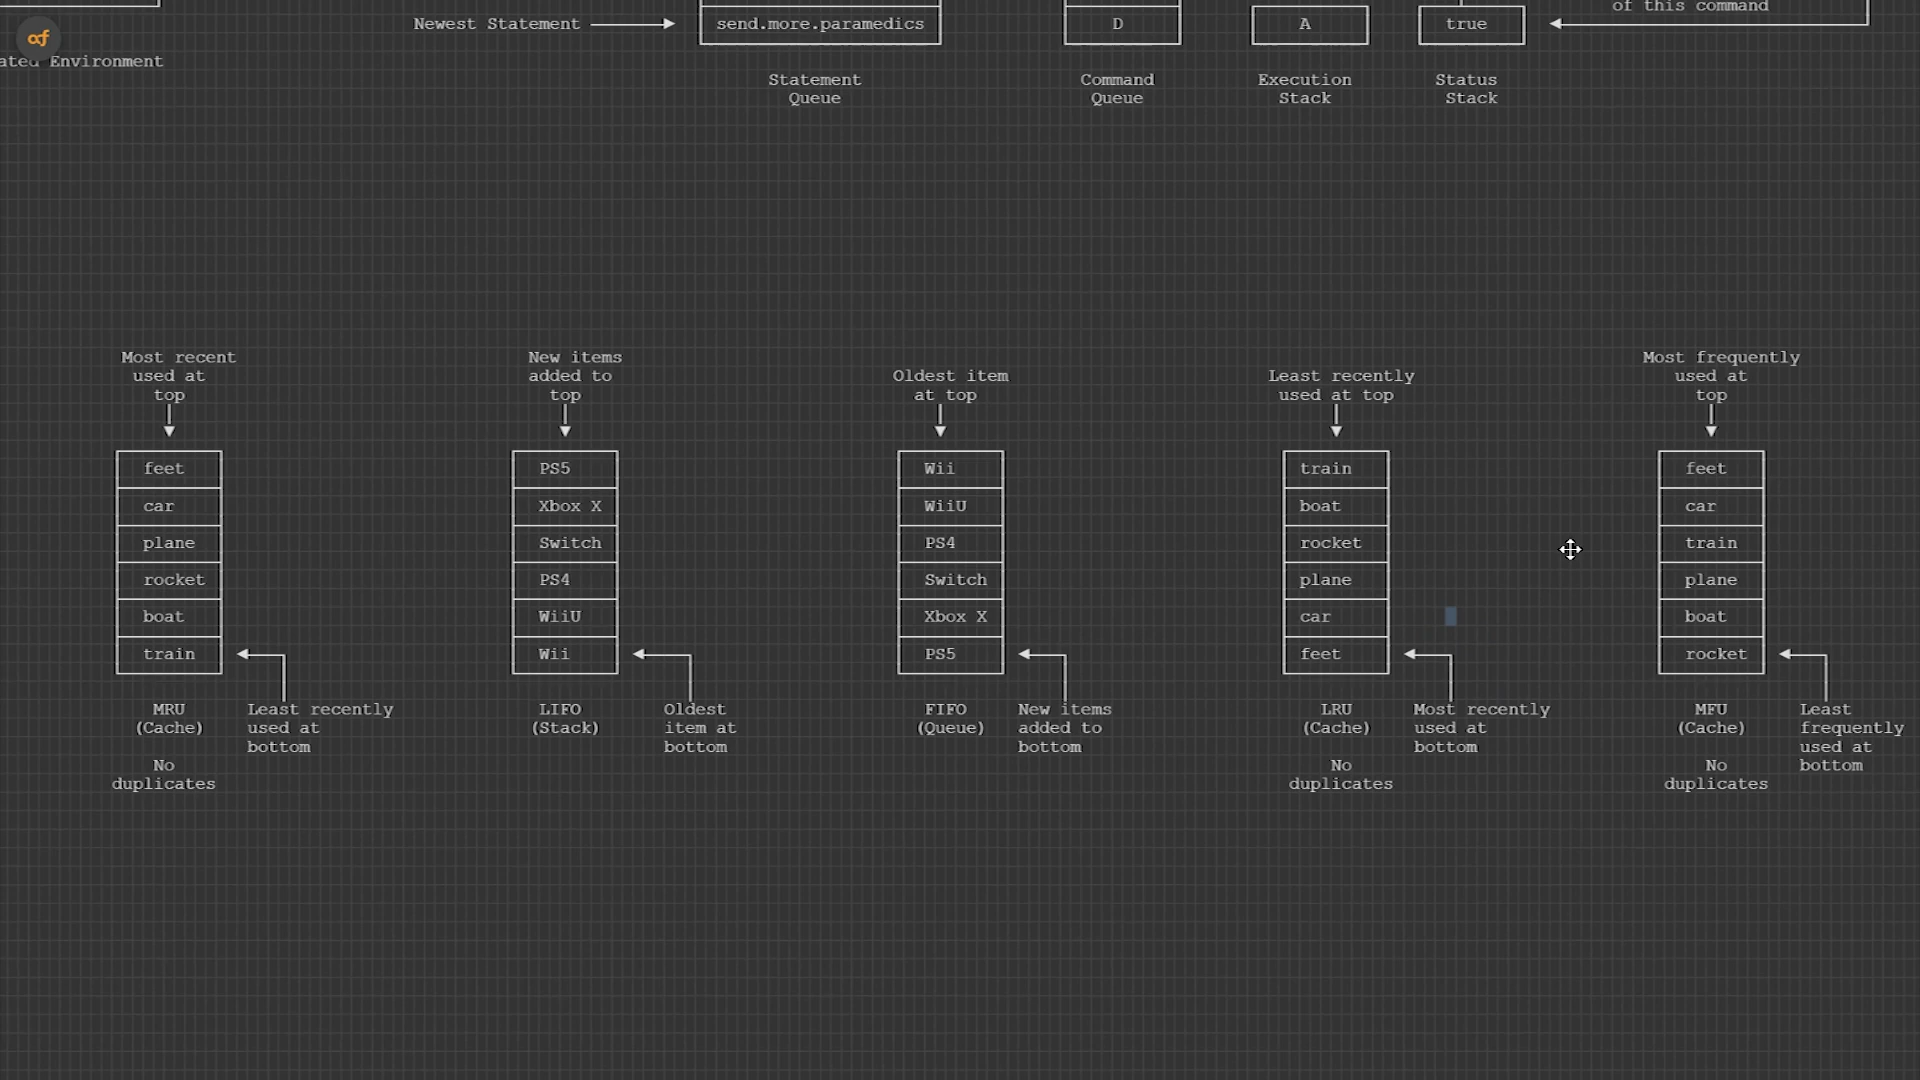 of this command
Newest Statement
send.more.paramedics
D
A
true
ated Environment
Statement
Queue
Command
Queue
Execution
Stack
Status
Stack
Most recent
used at
top
feet
car
plane
rocket
boat
train
MRU
(Cache)
No
duplicates
Least recently
used at
bottom
New items
added to
top
PS5
Xbox X
Switch
PS4
WiiU
Wii
LIFO
(Stack)
Oldest
item at
bottom
Oldest item
at top
Wii
WiiU
PS4
Switch
Xbox X
PS5
FIFO
(Queue)
New items
added to
bottom
Least recently
used at top
train
boat
rocket
plane
car
feet
LRU
(Cache)
No
duplicates
Most recently
used at
bottom
Most frequently
used at
top
feet
car
train
plane
boat
rocket
MFU
(Cache)
No
duplicates
Least
frequently
used at
bottom